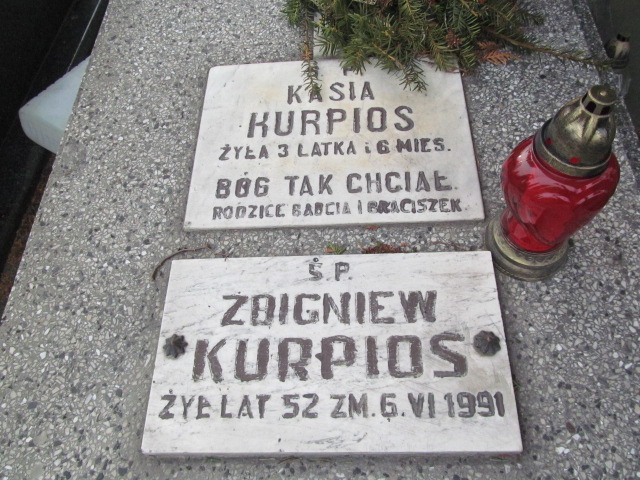 P.
KASIA
KURPIOS
ŻYŁA 3 LATKA i 6 MIES.
BÓG TAK CHCIAŁ.
RODZICE BABCIA I BRACISZEK
Ś.P.
ZBIGNIEW
KURPIOS
ŻYŁ LAT 52 ZM. 6. VI 1991